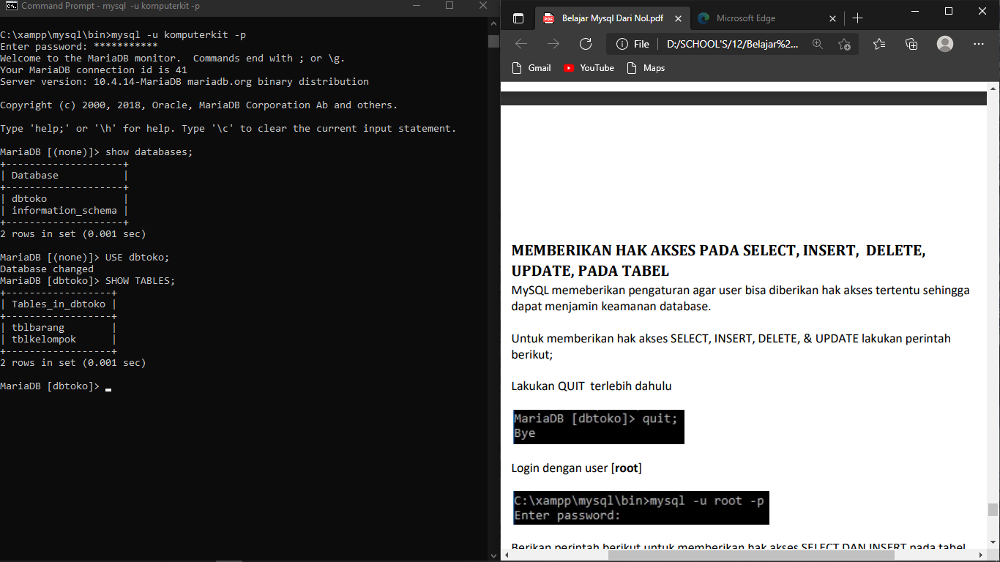 Command Prompt - mysql -u komputerkit -p
C:\xampp\mysql\bin>mysql -u komputerkit -p
Enter password: ***********
Welcome to the MariaDB monitor.  Commands end with ; or \g.
Your MariaDB connection id is 41
Server version: 10.4.14-MariaDB mariadb.org binary distribution
Copyright (c) 2000, 2018, Oracle, MariaDB Corporation Ab and others.
Type 'help;' or '\h' for help. Type '\c' to clear the current input statement.
MariaDB [(none)]> show databases;
+--------------------+
| Database           |
+--------------------+
| dbtoko             |
| information_schema |
+--------------------+
2 rows in set (0.001 sec)
MariaDB [(none)]> USE dbtoko;
Database changed
MariaDB [dbtoko]> SHOW TABLES;
+------------------+
| Tables_in_dbtoko |
+------------------+
| tblbarang        |
| tblkelompok      |
+------------------+
2 rows in set (0.001 sec)
MariaDB [dbtoko]> _
PDF Belajar Mysql Dari Nol.pdf
Microsoft Edge
File D:/SCHOOL'S/12/Belajar%2...
Gmail YouTube Maps
MEMBERIKAN HAK AKSES PADA SELECT, INSERT,  DELETE,
UPDATE, PADA TABEL
MySQL memeberikan pengaturan agar user bisa diberikan hak akses tertentu sehingga
dapat menjamin keamanan database.
Untuk memberikan hak akses SELECT, INSERT, DELETE, & UPDATE lakukan perintah
berikut;
Lakukan QUIT  terlebih dahulu
MariaDB [dbtoko]> quit;
Bye
Login dengan user [root]
C:\xampp\mysql\bin>mysql -u root -p
Enter password:
Berikan perintah berikut untuk memberikan hak akses SELECT DAN INSERT pada tabel